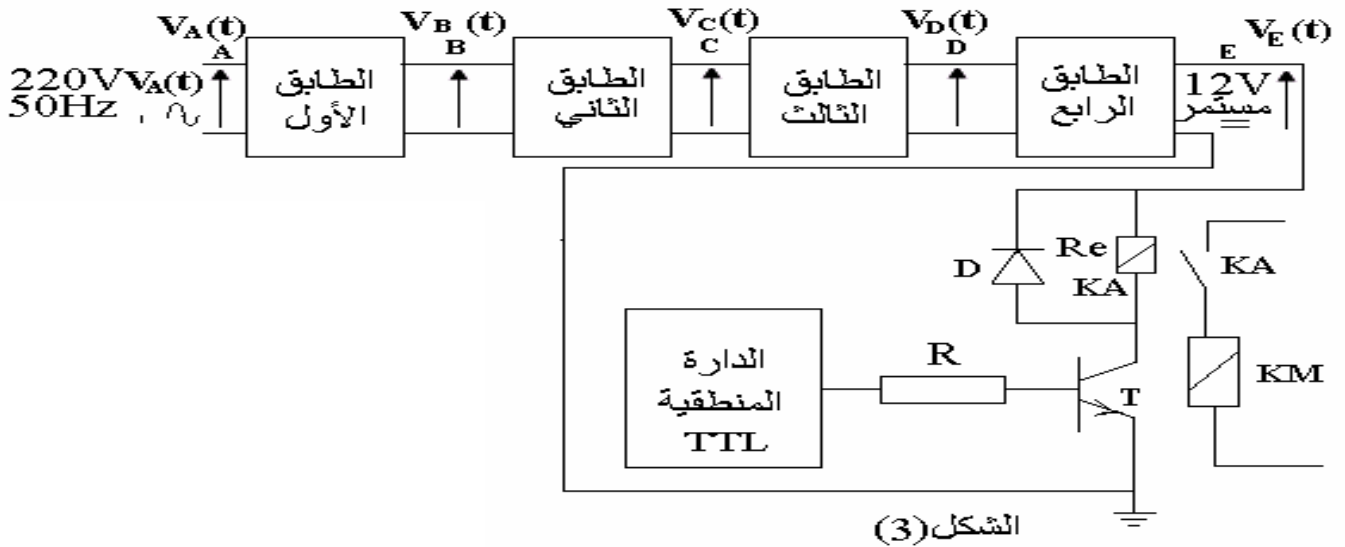 V_A(t) V_B (t) V_C(t) V_D(t) V_E (t)
A B C D E
220V V_A(t)
50Hz
الطابق
الأول
الطابق
الثاني
الطابق
الثالث
الطابق
الرابع
12V
مستمر
D
Re
KA
KA
KM
الدارة
المنطقية
TTL
R
T
الشكل(3)